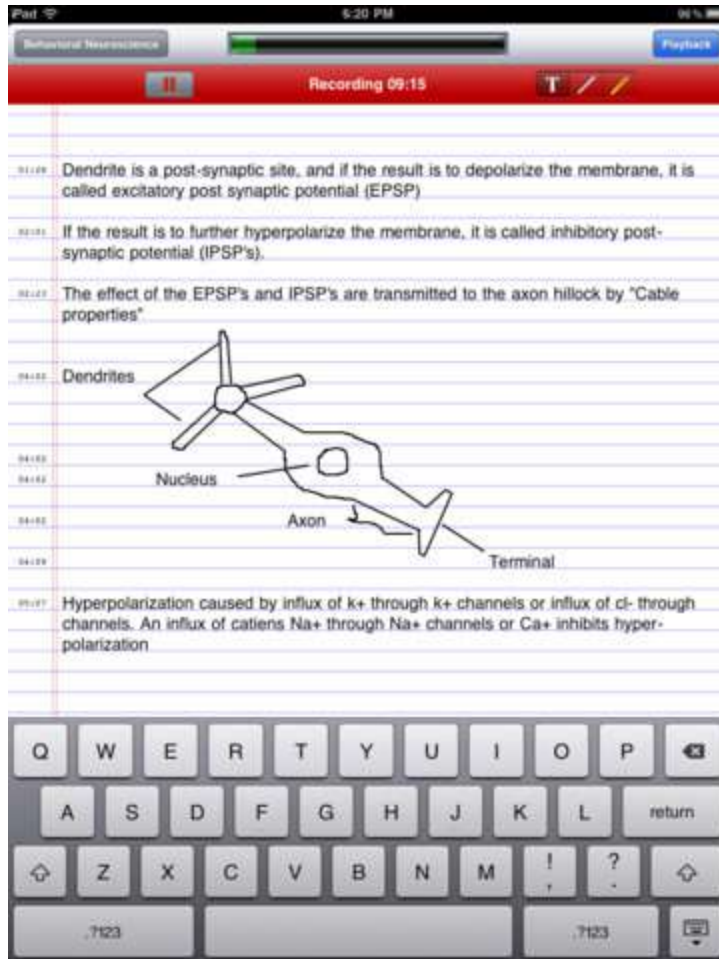 iPad 5:20 PM 96%
Behavioral Neuroscience Playback
Recording 09:15 T
Dendrite is a post-synaptic site, and if the result is to depolarize the membrane, it is
called excitatory post synaptic potential (EPSP)
If the result is to further hyperpolarize the membrane, it is called inhibitory post-
synaptic potential (IPSP's).
The effect of the EPSP's and IPSP's are transmitted to the axon hillock by "Cable
properties"
Dendrites
Nucleus
Axon
Terminal
Hyperpolarization caused by influx of k+ through k+ channels or influx of cl- through
channels. An influx of catiens Na+ through Na+ channels or Ca+ inhibits hyper-
polarization
Q W E R T Y U I O P
A S D F G H J K L return
Z X C V B N M ! , ? .
.?123 .?123